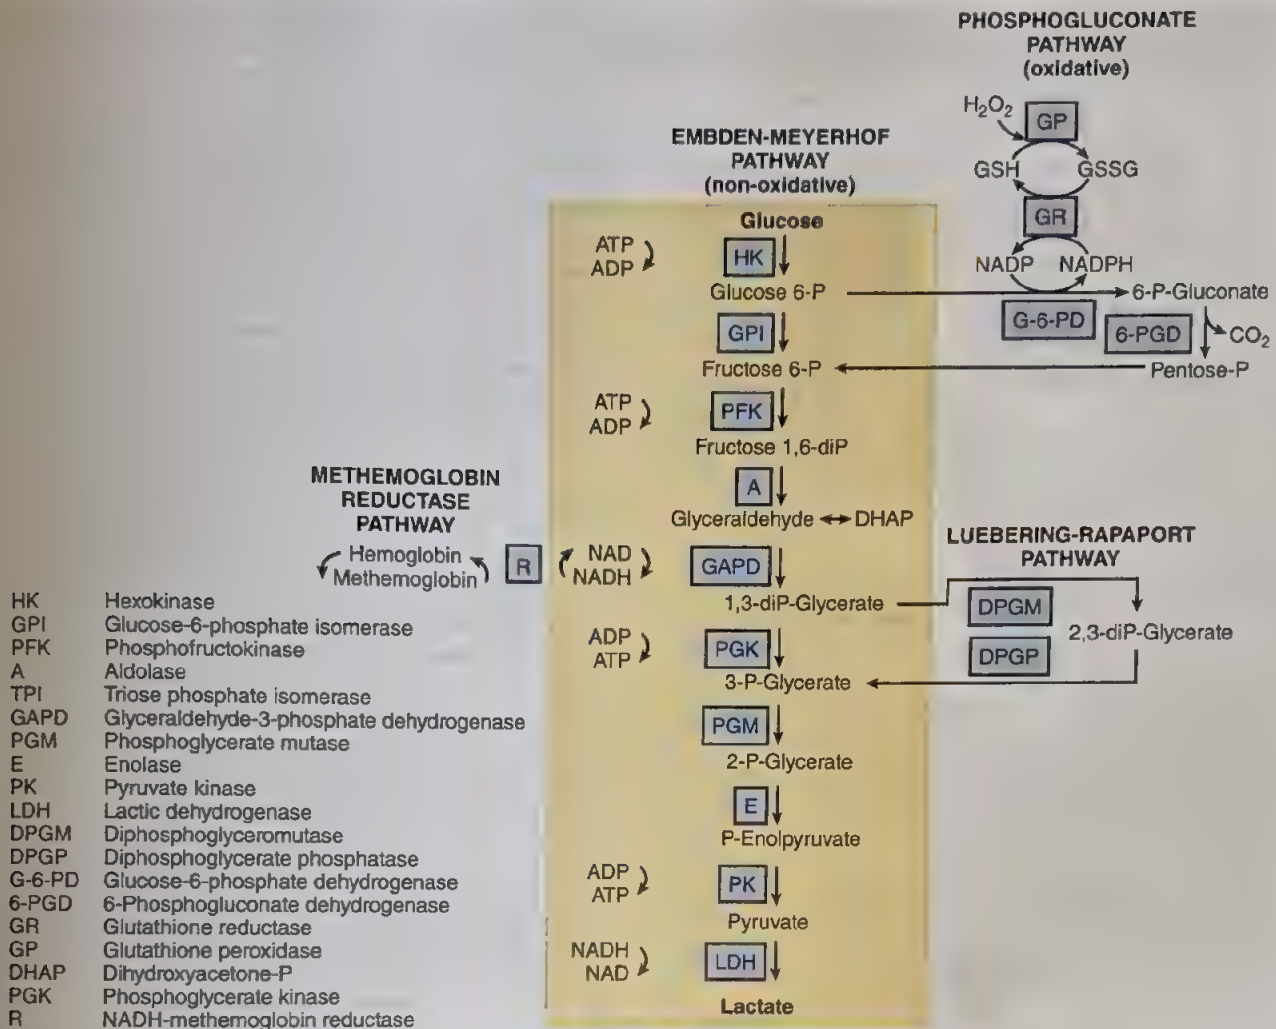 PHOSPHOGLUCONATE
PATHWAY
(oxidative)
H₂O₂
GP
GSH
GSSG
GR
NADP
NADPH
6-P-Gluconate
G-6-PD
6-PGD
CO₂
Pentose-P
EMBDEN-MEYERHOF
PATHWAY
(non-oxidative)
Glucose
ATP
ADP
HK
Glucose 6-P
GPI
Fructose 6-P
ATP
ADP
PFK
Fructose 1,6-diP
A
Glyceraldehyde
DHAP
METHEMOGLOBIN
REDUCTASE
PATHWAY
Hemoglobin
Methemoglobin
R
NAD
NADH
GAPD
1,3-diP-Glycerate
LUEBERING-RAPAPORT
PATHWAY
DPGM
2,3-diP-Glycerate
DPGP
ADP
ATP
PGK
3-P-Glycerate
PGM
2-P-Glycerate
E
P-Enolpyruvate
ADP
ATP
PK
Pyruvate
NADH
NAD
LDH
Lactate
HK Hexokinase
GPI Glucose-6-phosphate isomerase
PFK Phosphofructokinase
A Aldolase
TPI Triose phosphate isomerase
GAPD Glyceraldehyde-3-phosphate dehydrogenase
PGM Phosphoglycerate mutase
E Enolase
PK Pyruvate kinase
LDH Lactic dehydrogenase
DPGM Diphosphoglyceromutase
DPGP Diphosphoglycerate phosphatase
G-6-PD Glucose-6-phosphate dehydrogenase
6-PGD 6-Phosphogluconate dehydrogenase
GR Glutathione reductase
GP Glutathione peroxidase
DHAP Dihydroxyacetone-P
PGK Phosphoglycerate kinase
R NADH-methemoglobin reductase